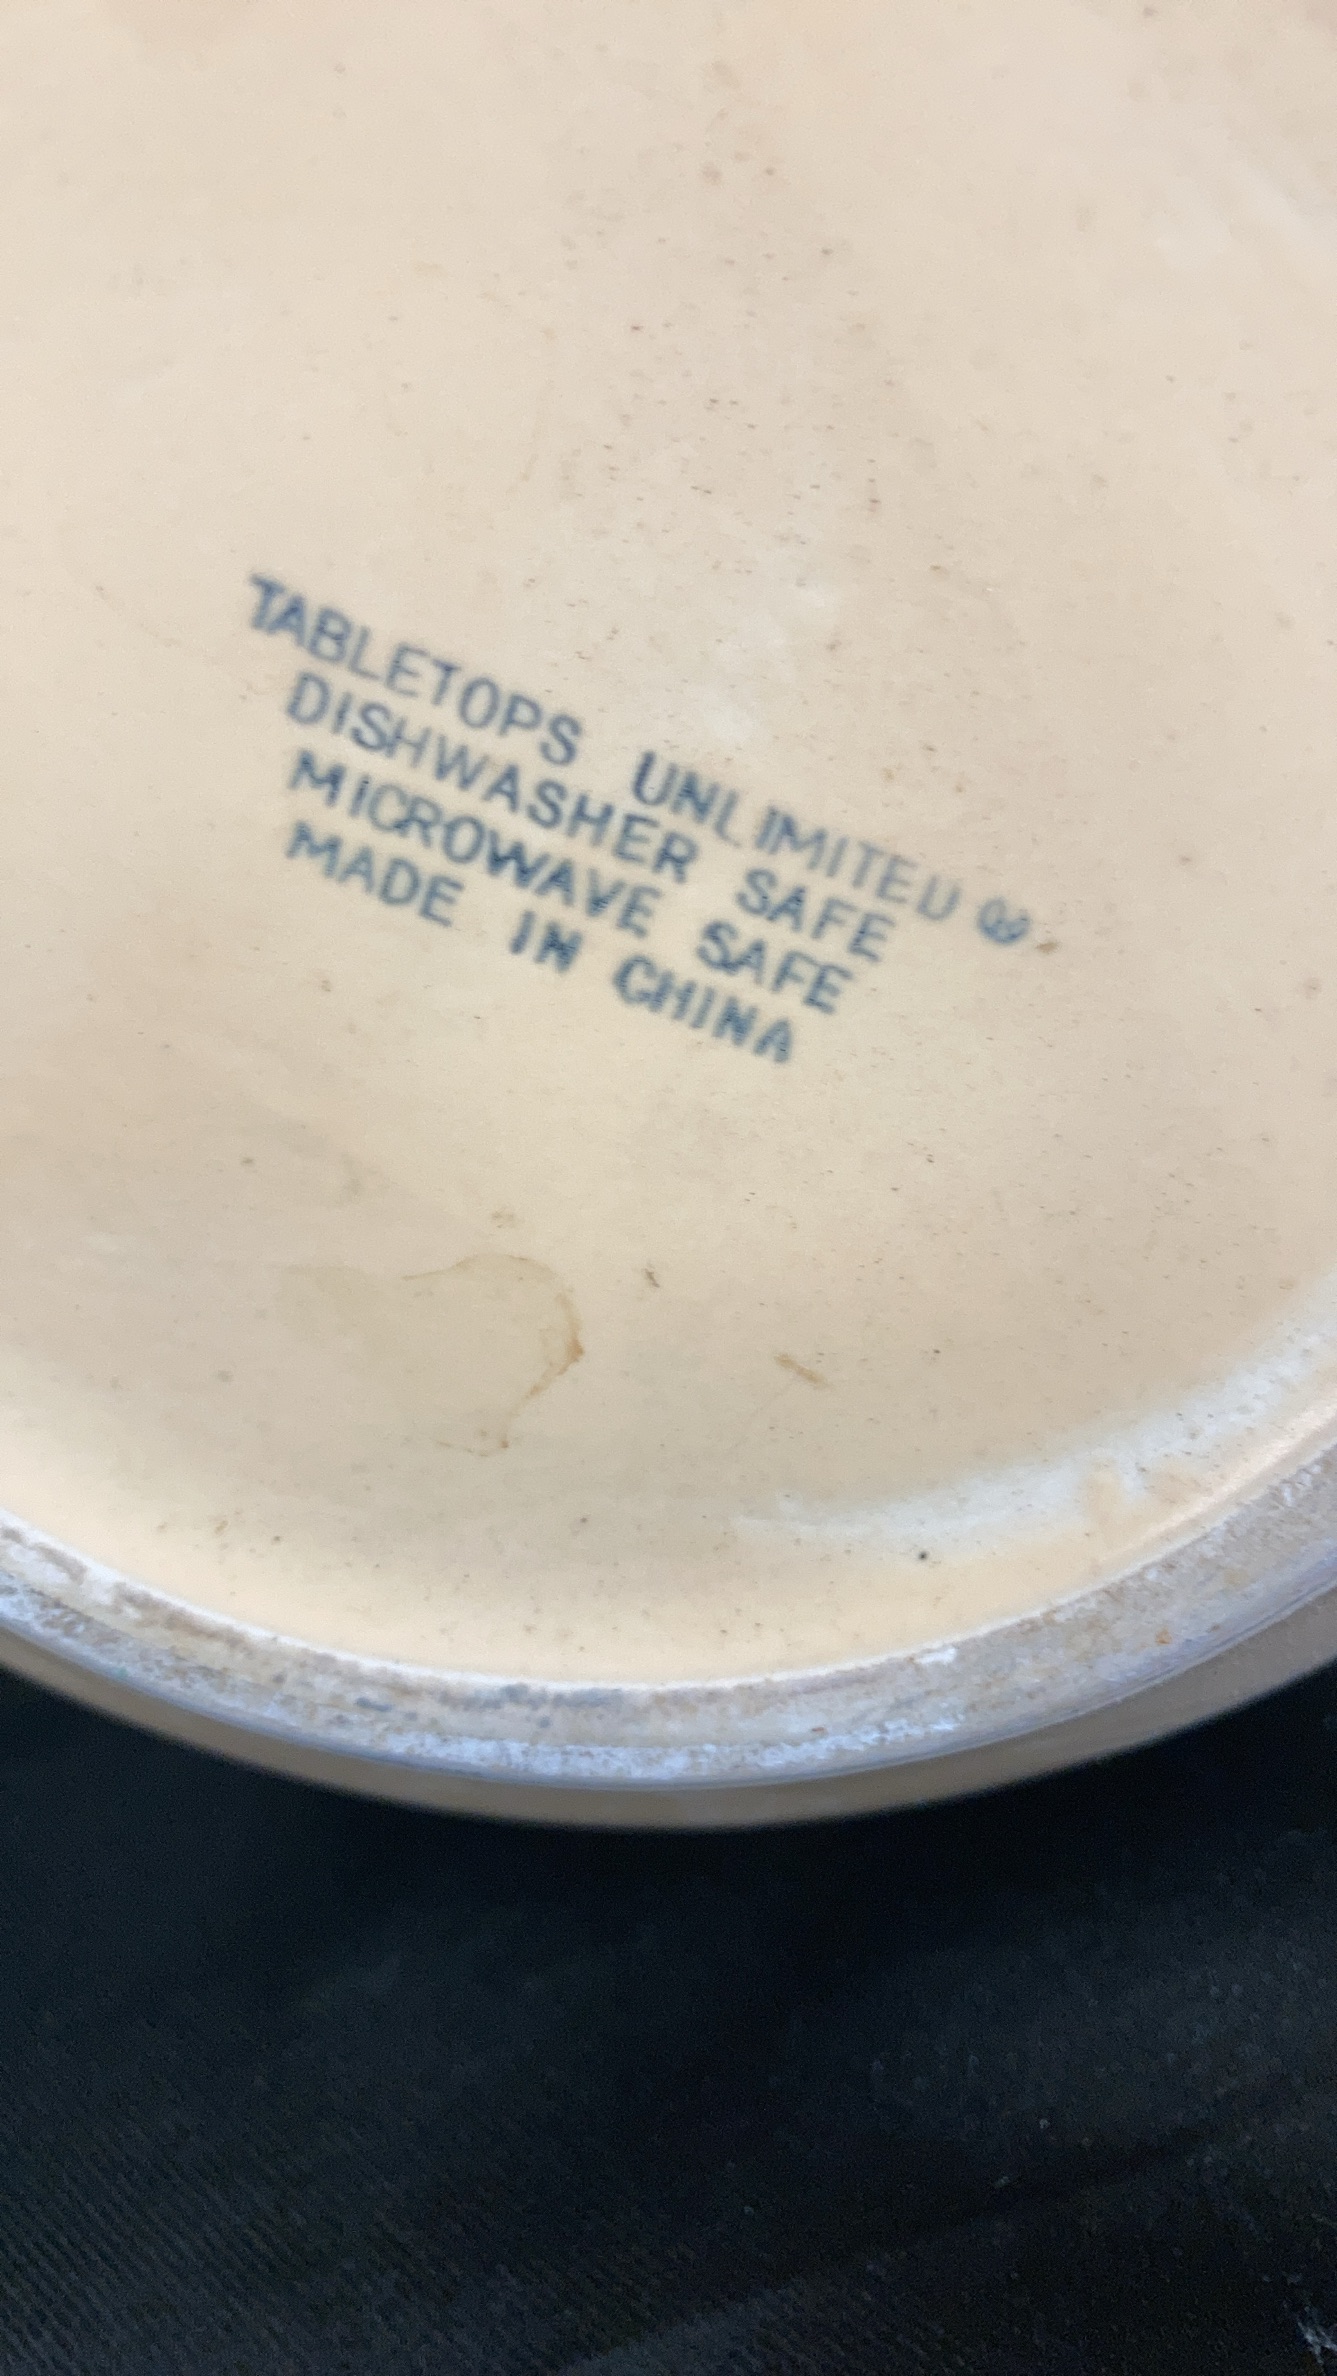 TABLETOPS UNLIMITED ®
DISHWASHER SAFE
MICROWAVE SAFE
MADE IN CHINA